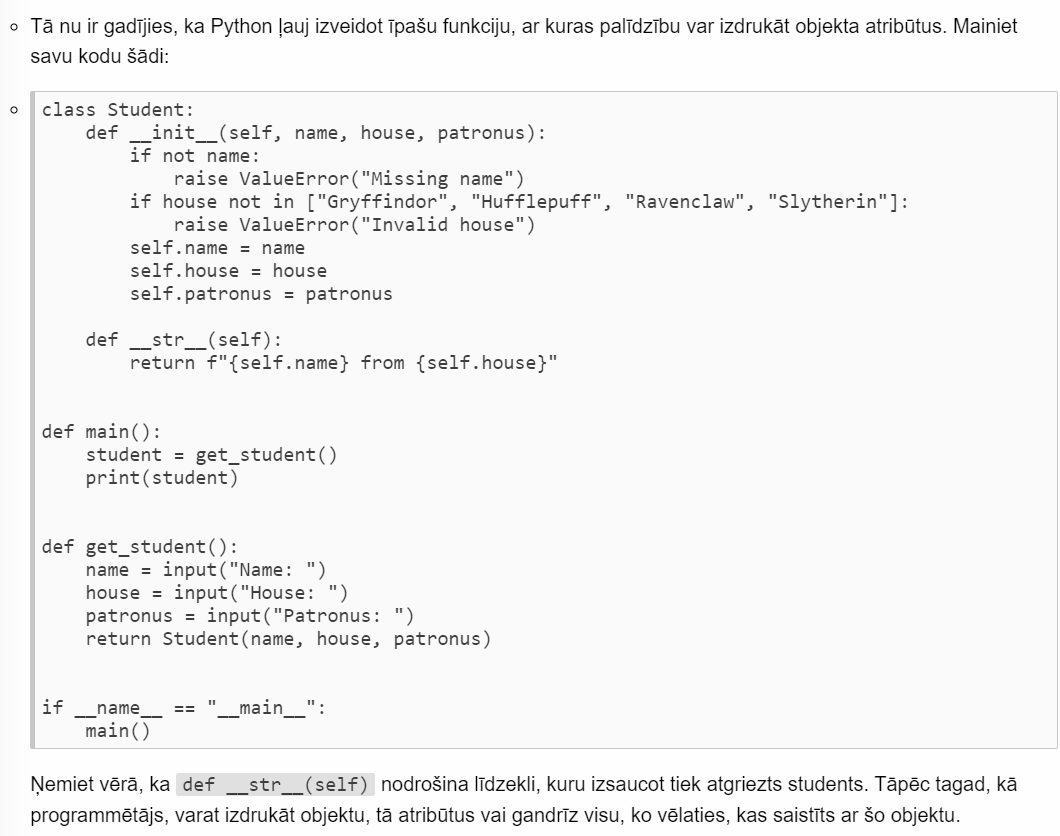 Tā nu ir gadījies, ka Python ļauj izveidot īpašu funkciju, ar kuras palīdzību var izdrukāt objekta atribūtus. Mainiet
savu kodu šādi:
class Student:
    def __init__(self, name, house, patronus):
        if not name:
            raise ValueError("Missing name")
        if house not in ["Gryffindor", "Hufflepuff", "Ravenclaw", "Slytherin"]:
            raise ValueError("Invalid house")
        self.name = name
        self.house = house
        self.patronus = patronus

    def __str__(self):
        return f"{self.name} from {self.house}"


def main():
    student = get_student()
    print(student)


def get_student():
    name = input("Name: ")
    house = input("House: ")
    patronus = input("Patronus: ")
    return Student(name, house, patronus)


if __name__ == "__main__":
    main()
Ņemiet vērā, ka def __str__(self) nodrošina līdzekli, kuru izsaucot tiek atgriezts students. Tāpēc tagad, kā
programmētājs, varat izdrukāt objektu, tā atribūtus vai gandrīz visu, ko vēlaties, kas saistīts ar šo objektu.